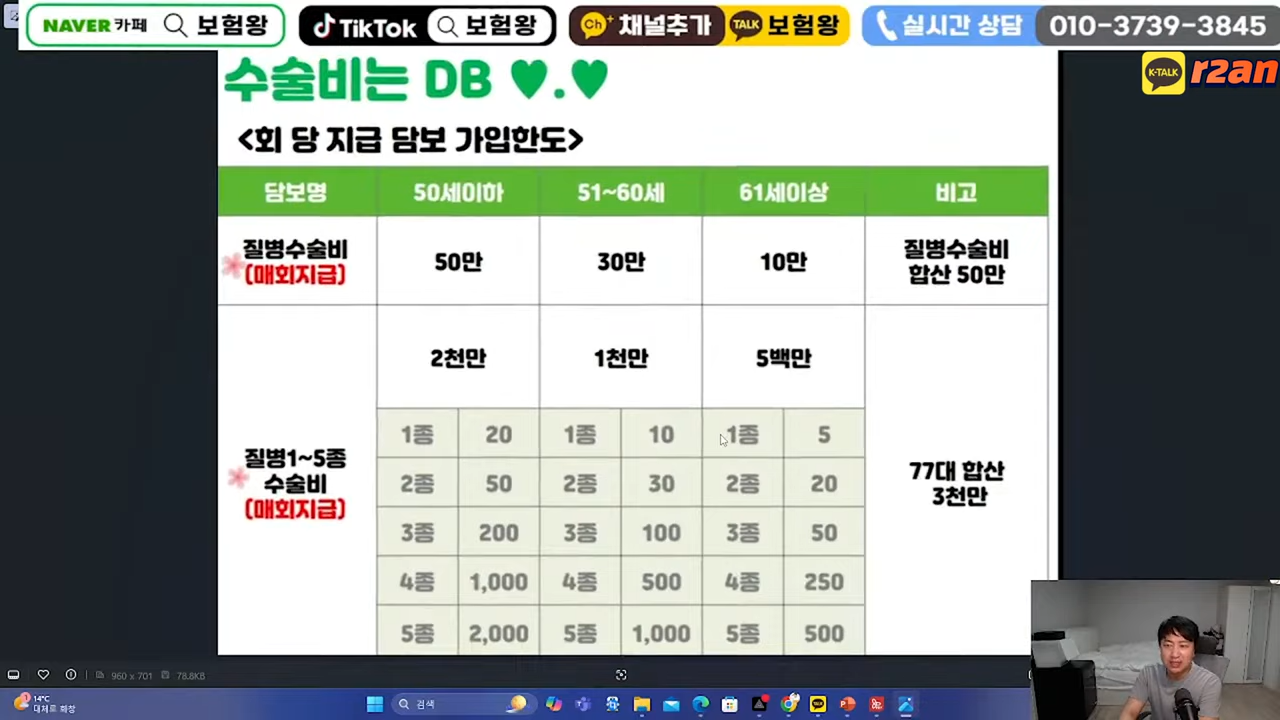 NAVER 카페 보험왕 TikTok 보험왕 Ch+ 채널추가 TALK 보험왕 실시간 상담 010-3739-3845
K-TALK r2an
수술비는 DB ♥.♥
<회 당 지급 담보 가입한도>
담보명 50세이하 51~60세 61세이상 비고
질병수술비
(매회지급)
50만 30만 10만
질병수술비
합산 50만
질병1~5종
수술비
(매회지급)
2천만 1천만 5백만
1종 20 1종 10 1종 5
2종 50 2종 30 2종 20
3종 200 3종 100 3종 50
4종 1,000 4종 500 4종 250
5종 2,000 5종 1,000 5종 500
77대 합산
3천만
960 x 701 78.8KB
14°C
대체로 화창
검색